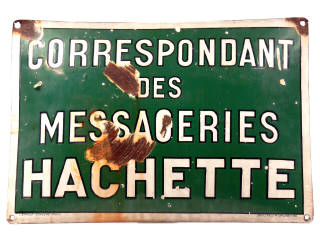 CORRESPONDANT
DES
MESSAGERIES
HACHETTE